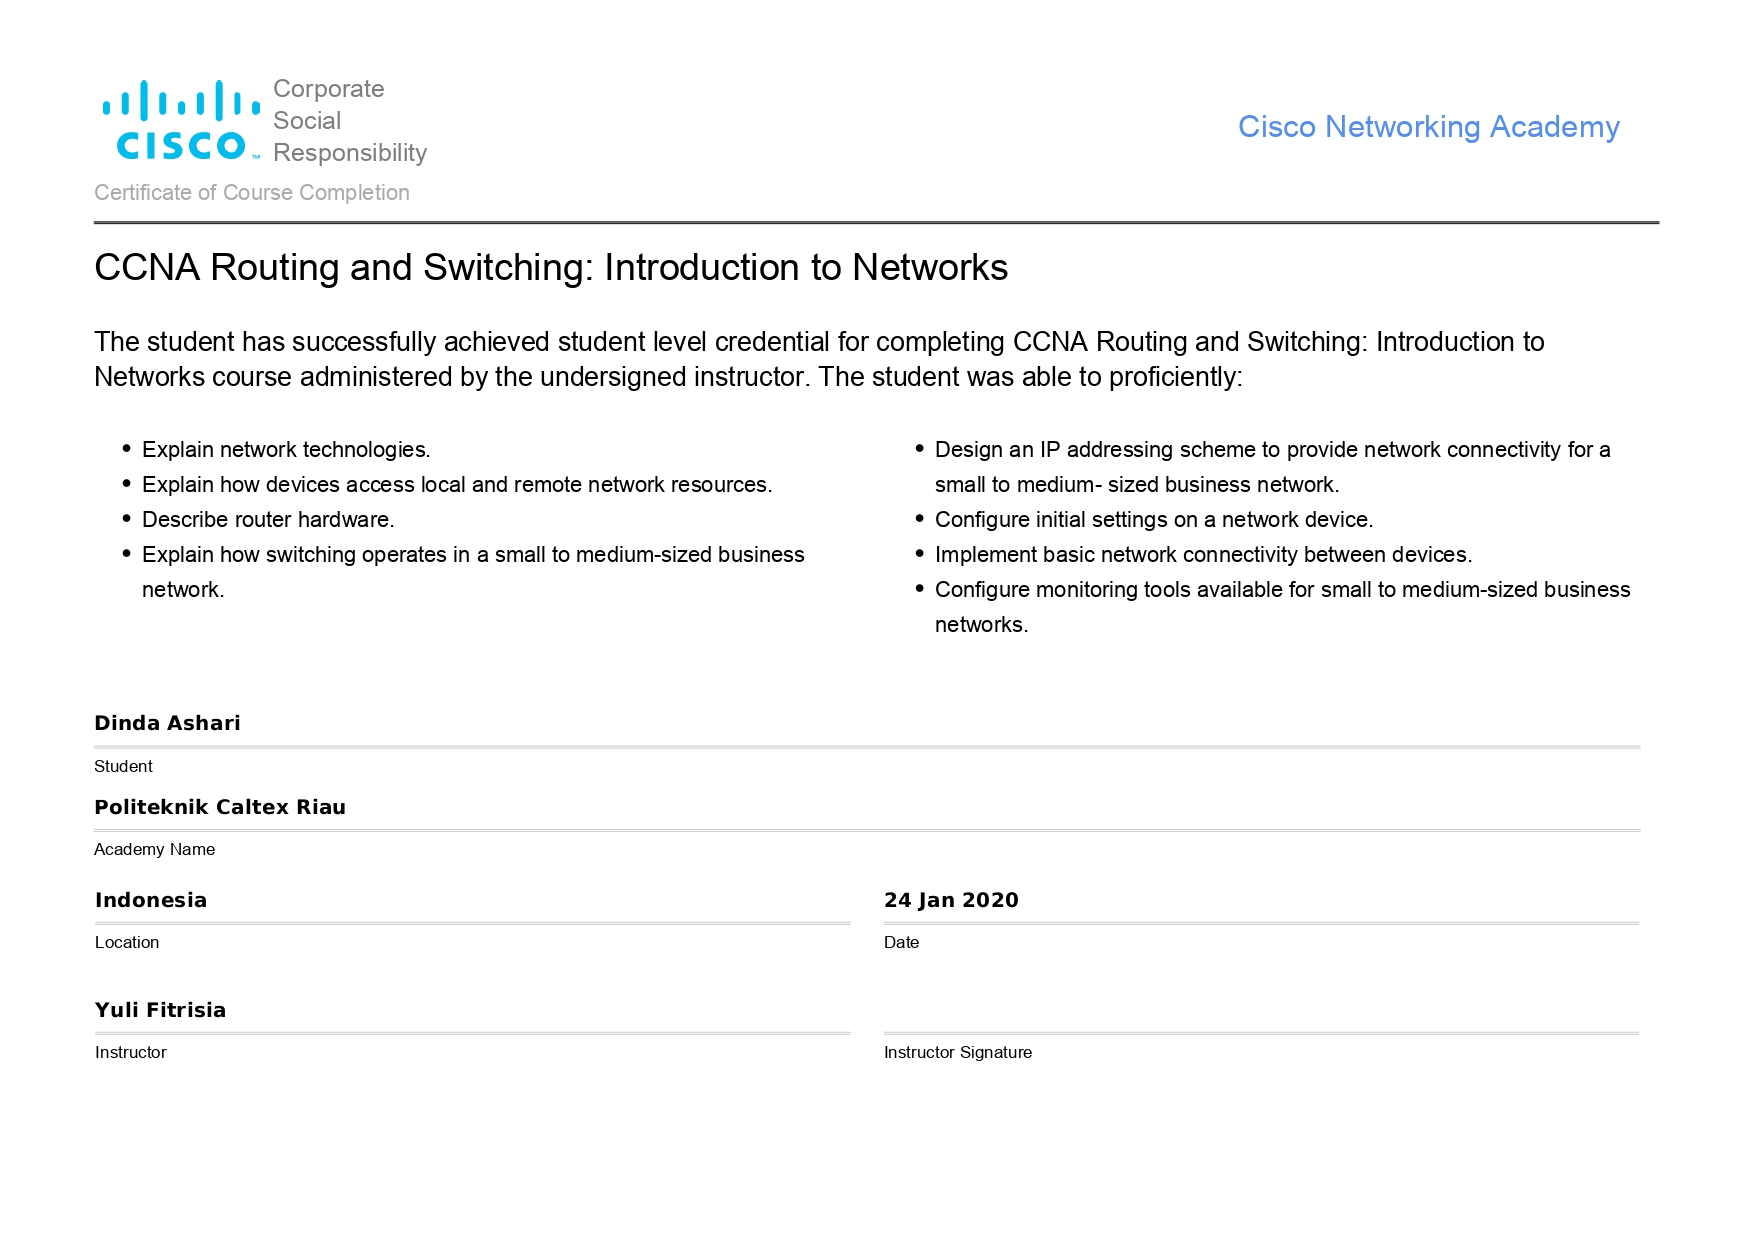 Corporate
Social
Responsibility
CISCO™
Cisco Networking Academy
Certificate of Course Completion
CCNA Routing and Switching: Introduction to Networks
The student has successfully achieved student level credential for completing CCNA Routing and Switching: Introduction to
Networks course administered by the undersigned instructor. The student was able to proficiently:
• Explain network technologies.
• Explain how devices access local and remote network resources.
• Describe router hardware.
• Explain how switching operates in a small to medium-sized business
network.
• Design an IP addressing scheme to provide network connectivity for a
small to medium- sized business network.
• Configure initial settings on a network device.
• Implement basic network connectivity between devices.
• Configure monitoring tools available for small to medium-sized business
networks.
Dinda Ashari
Student
Politeknik Caltex Riau
Academy Name
Indonesia
Location
24 Jan 2020
Date
Yuli Fitrisia
Instructor
Instructor Signature